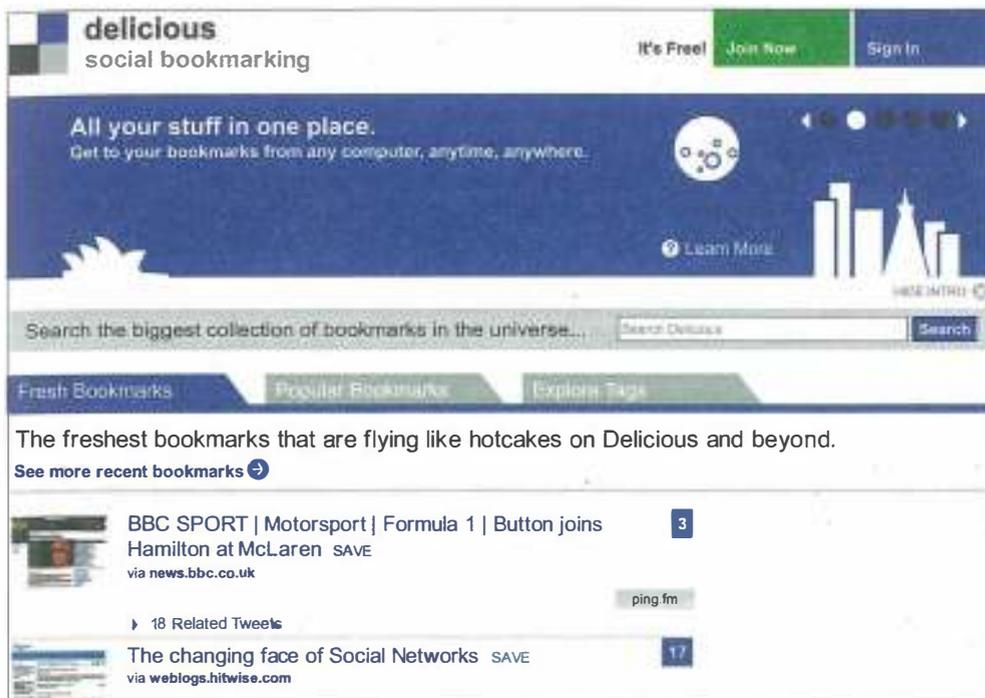 delicious
social bookmarking
It's Free!
Join Now
Sign In
All your stuff in one place.
Get to your bookmarks from any computer, anytime, anywhere.
Learn More
HIDE INTRO
Search the biggest collection of bookmarks in the universe...
Search Delicious
Search
Fresh Bookmarks
Popular Bookmarks
Explore Tags
The freshest bookmarks that are flying like hotcakes on Delicious and beyond.
See more recent bookmarks
BBC SPORT | Motorsport | Formula 1 | Button joins
3
Hamilton at McLaren SAVE
via news.bbc.co.uk
ping.fm
18 Related Tweets
The changing face of Social Networks SAVE
17
via weblogs.hitwise.com